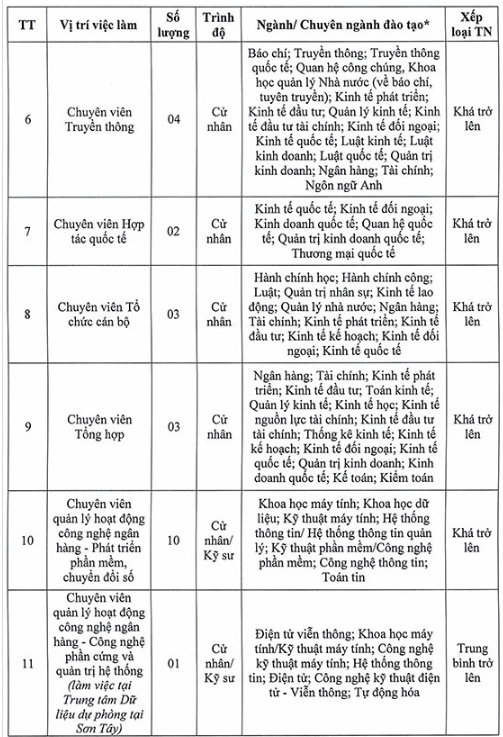 TT
Vị trí việc làm
Số
lượng
Trình
độ
Ngành/ Chuyên ngành đào tạo*
Xếp
loại TN
6
Chuyên viên
Truyền thông
04
Cử
nhân
Báo chí; Truyền thông; Truyền thông
quốc tế; Quan hệ công chúng, Khoa
học quản lý Nhà nước (về báo chí,
tuyên truyền); Kinh tế phát triển;
Kinh tế đầu tư; Quản lý kinh tế; Kinh
tế đầu tư tài chính; Kinh tế đối ngoại;
Kinh tế quốc tế; Luật kinh tế; Luật
kinh doanh; Luật quốc tế; Quản trị
kinh doanh; Ngân hàng; Tài chính;
Ngôn ngữ Anh
Khá trở
lên
7
Chuyên viên Hợp
tác quốc tế
02
Cử
nhân
Kinh tế quốc tế; Kinh tế đối ngoại;
Kinh doanh quốc tế; Quan hệ quốc
tế; Quản trị kinh doanh quốc tế;
Thương mại quốc tế
Khá trở
lên
8
Chuyên viên Tổ
chức cán bộ
03
Cử
nhân
Hành chính học; Hành chính công;
Luật; Quản trị nhân sự; Kinh tế lao
động; Quản lý nhà nước; Ngân hàng;
Tài chính; Kinh tế phát triển; Kinh tế
đầu tư; Kinh tế kế hoạch; Kinh tế đối
ngoại; Kinh tế quốc tế
Khá trở
lên
9
Chuyên viên
Tổng hợp
03
Cử
nhân
Ngân hàng; Tài chính; Kinh tế phát
triển; Kinh tế đầu tư; Toán kinh tế;
Quản lý kinh tế; Kinh tế học; Kinh tế
nguồn lực tài chính; Kinh tế đầu tư
tài chính; Thống kê kinh tế; Kinh tế
kế hoạch; Kinh tế đối ngoại; Kinh tế
quốc tế; Quản trị kinh doanh; Kinh
doanh quốc tế; Kế toán; Kiểm toán
Khá trở
lên
10
Chuyên viên
quản lý hoạt động
công nghệ ngân
hàng - Phát triển
phần mềm,
chuyển đổi số
10
Cử
nhân/
Kỹ sư
Khoa học máy tính; Khoa học dữ
liệu; Kỹ thuật máy tính; Hệ thống
thông tin/ Hệ thống thông tin quản
lý; Kỹ thuật phần mềm/Công nghệ
phần mềm; Công nghệ thông tin;
Toán tin
Khá trở
lên
11
Chuyên viên
quản lý hoạt động
công nghệ ngân
hàng - Công nghệ
phần cứng và
quản trị hệ thống
(làm việc tại
Trung tâm Dữ
liệu dự phòng tại
Sơn Tây)
01
Cử
nhân/
Kỹ sư
Điện tử viễn thông; Khoa học máy
tính/Kỹ thuật máy tính; Công nghệ
kỹ thuật máy tính; Hệ thống thông
tin; Điện tử; Công nghệ kỹ thuật điện
tử - Viễn thông; Tự động hóa
Trung
bình trở
lên